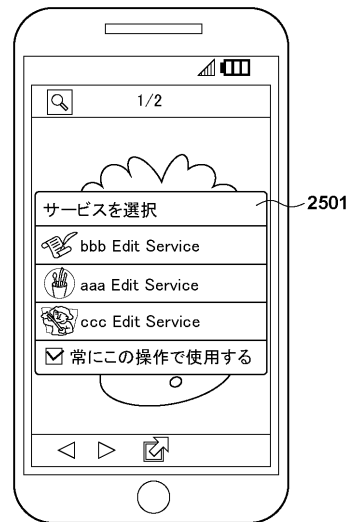 1/2
サービスを選択
2501
bbb Edit Service
aaa Edit Service
ccc Edit Service
常にこの操作で使用する